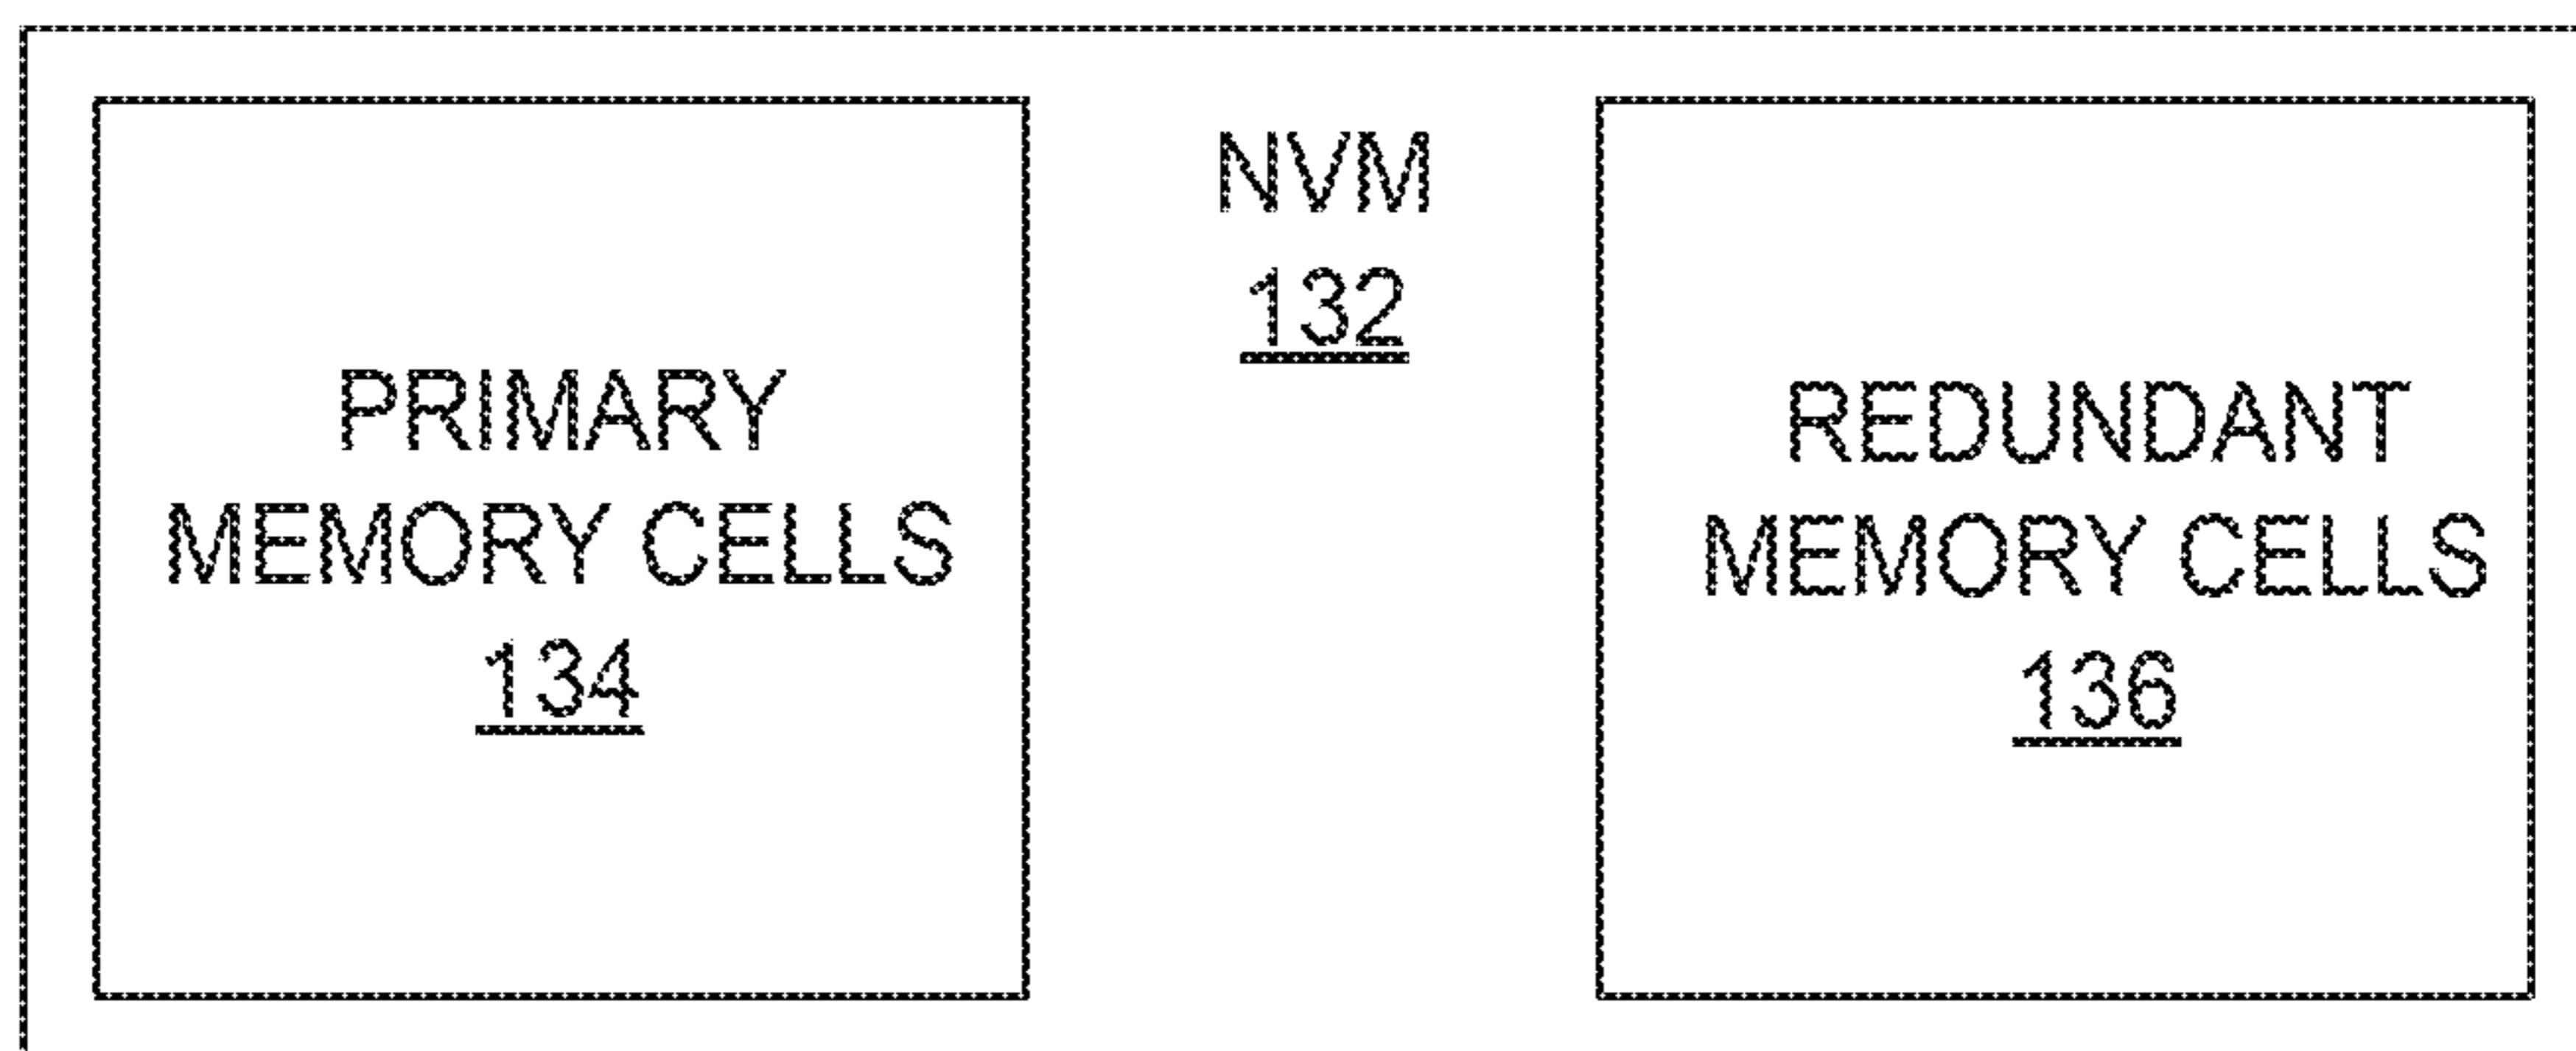 PRIMARY
MEMORY CELLS
134
NVM
132
REDUNDANT
MEMORY CELLS
136